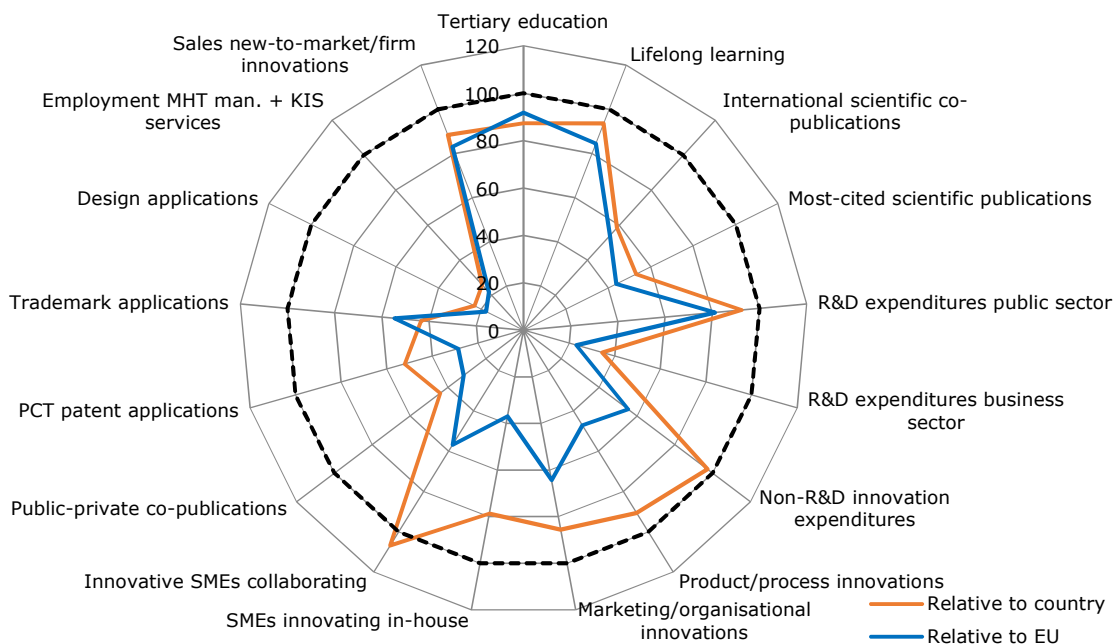 Tertiary education
120
100
80
60
40
20
0
Lifelong learning
International scientific co-
publications
Most-cited scientific publications
R&D expenditures public sector
R&D expenditures business
sector
Non-R&D innovation
expenditures
Product/process innovations
Marketing/organisational
innovations
SMEs innovating in-house
Innovative SMEs collaborating
Public-private co-publications
PCT patent applications
Trademark applications
Design applications
Employment MHT man. + KIS
services
Sales new-to-market/firm
innovations
Relative to country
Relative to EU